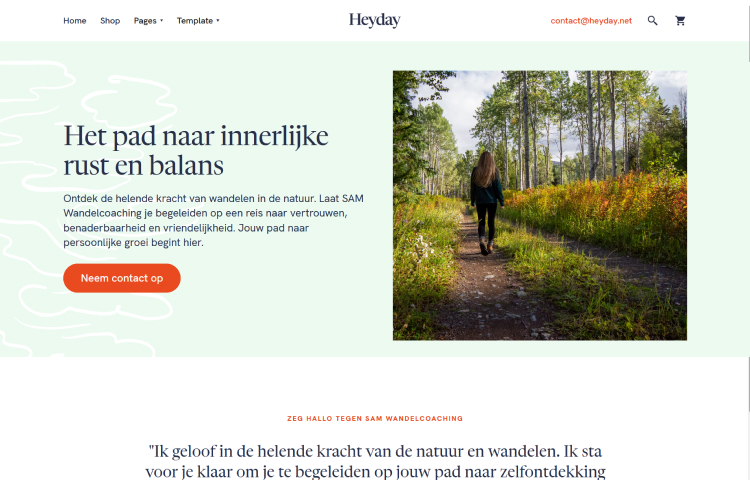 Home Shop Pages ▾ Template ▾ Heyday contact@heyday.net
Het pad naar innerlijke
rust en balans
Ontdek de helende kracht van wandelen in de natuur. Laat SAM
Wandelcoaching je begeleiden op een reis naar vertrouwen,
benaderbaarheid en vriendelijkheid. Jouw pad naar
persoonlijke groei begint hier.
Neem contact op
ZEG HALLO TEGEN SAM WANDELCOACHING
"Ik geloof in de helende kracht van de natuur en wandelen. Ik sta
voor je klaar om je te begeleiden op jouw pad naar zelfontdekking